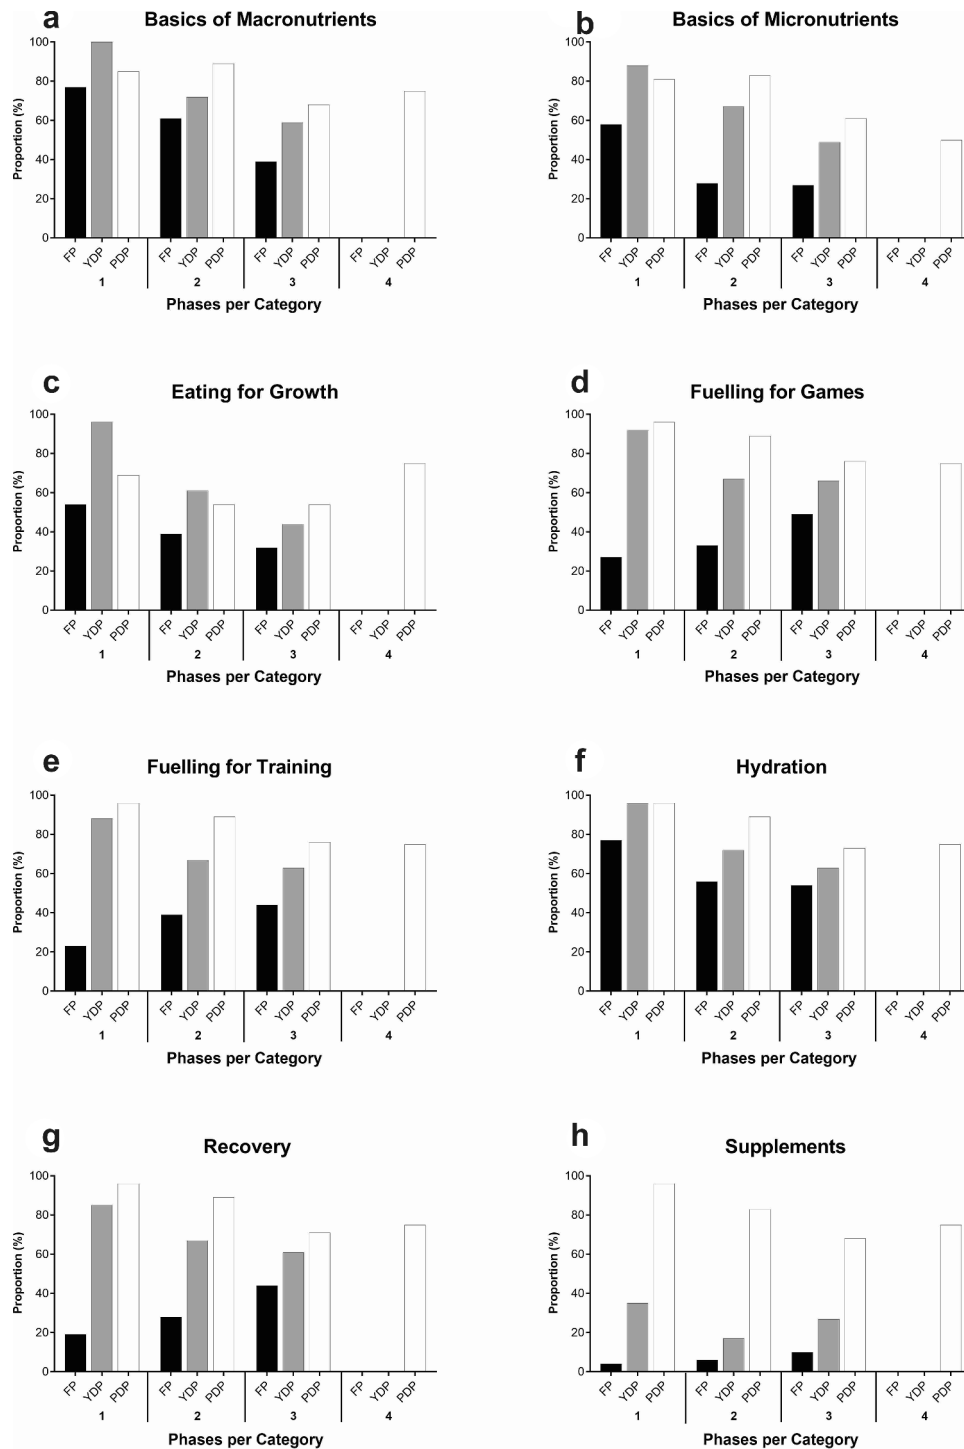 a Basics of Macronutrients
Proportion (%)
100
80
60
40
20
0
FP YDP PDP FP YDP PDP FP YDP PDP FP YDP PDP
1 2 3 4
Phases per Category
b Basics of Micronutrients
Proportion (%)
100
80
60
40
20
0
FP YDP PDP FP YDP PDP FP YDP PDP FP YDP PDP
1 2 3 4
Phases per Category
c Eating for Growth
Proportion (%)
100
80
60
40
20
0
FP YDP PDP FP YDP PDP FP YDP PDP FP YDP PDP
1 2 3 4
Phases per Category
d Fuelling for Games
Proportion (%)
100
80
60
40
20
0
FP YDP PDP FP YDP PDP FP YDP PDP FP YDP PDP
1 2 3 4
Phases per Category
e Fuelling for Training
Proportion (%)
100
80
60
40
20
0
FP YDP PDP FP YDP PDP FP YDP PDP FP YDP PDP
1 2 3 4
Phases per Category
f Hydration
Proportion (%)
100
80
60
40
20
0
FP YDP PDP FP YDP PDP FP YDP PDP FP YDP PDP
1 2 3 4
Phases per Category
g Recovery
Proportion (%)
100
80
60
40
20
0
FP YDP PDP FP YDP PDP FP YDP PDP FP YDP PDP
1 2 3 4
Phases per Category
h Supplements
Proportion (%)
100
80
60
40
20
0
FP YDP PDP FP YDP PDP FP YDP PDP FP YDP PDP
1 2 3 4
Phases per Category